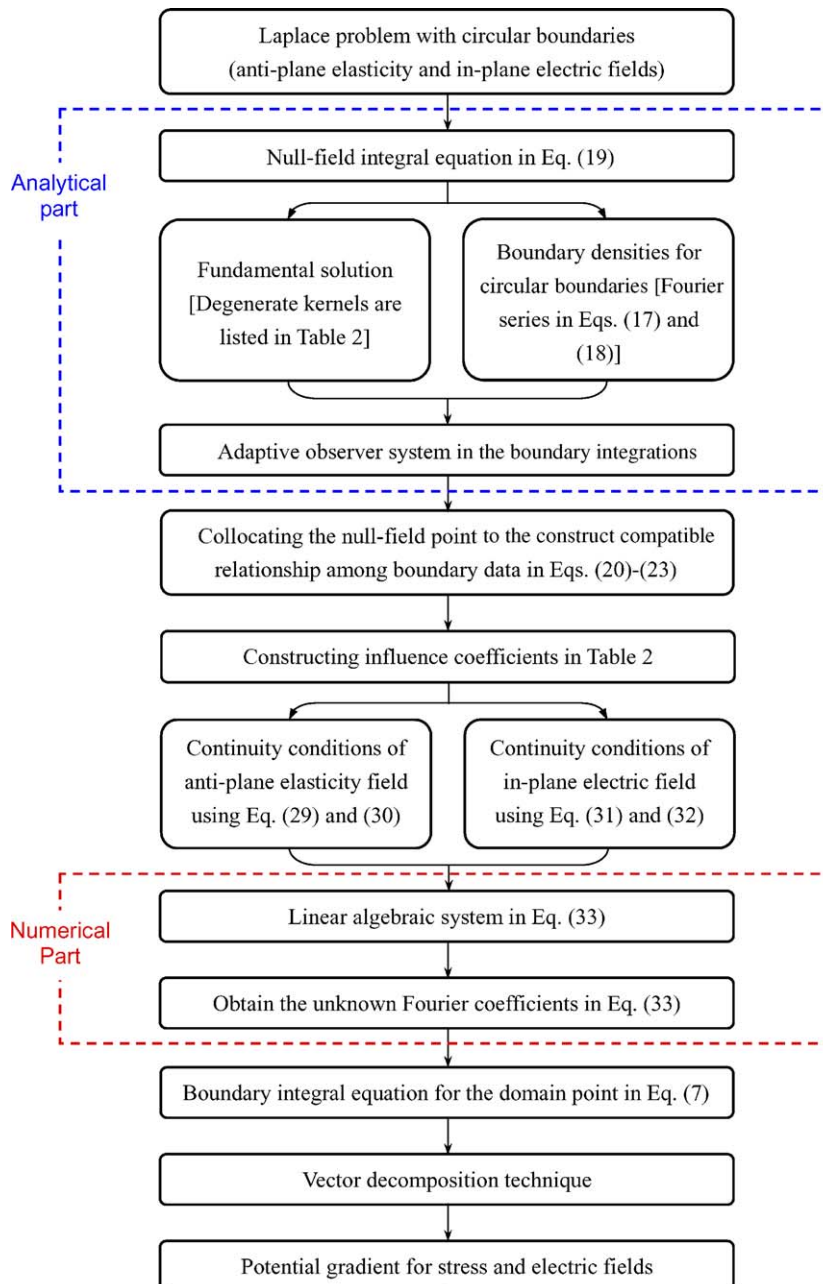 Laplace problem with circular boundaries
(anti-plane elasticity and in-plane electric fields)
Analytical
part
Null-field integral equation in Eq. (19)
Fundamental solution
[Degenerate kernels are
listed in Table 2]
Boundary densities for
circular boundaries [Fourier
series in Eqs. (17) and
(18)]
Adaptive observer system in the boundary integrations
Collocating the null-field point to the construct compatible
relationship among boundary data in Eqs. (20)-(23)
Constructing influence coefficients in Table 2
Continuity conditions of
anti-plane elasticity field
using Eq. (29) and (30)
Continuity conditions of
in-plane electric field
using Eq. (31) and (32)
Numerical
Part
Linear algebraic system in Eq. (33)
Obtain the unknown Fourier coefficients in Eq. (33)
Boundary integral equation for the domain point in Eq. (7)
Vector decomposition technique
Potential gradient for stress and electric fields